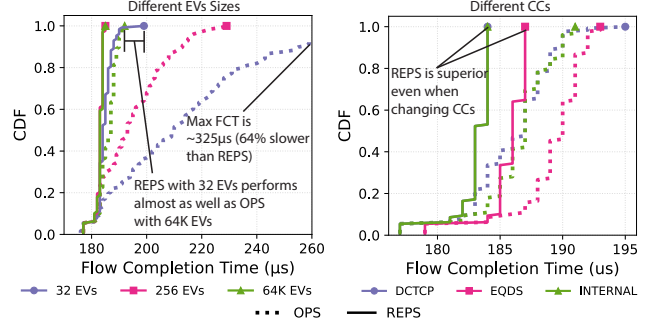 Different EVs Sizes
1.0
0.8
0.6
0.4
0.2
0.0
CDF
Max FCT is
~325µs (64% slower
than REPS)
REPS with 32 EVs performs
almost as well as OPS
with 64K EVs
180
200
220
240
260
Flow Completion Time (µs)
32 EVs
256 EVs
64K EVs
Different CCs
1.0
0.8
0.6
0.4
0.2
0.0
CDF
REPS is superior
even when
changing CCs
179
183
187
191
195
Flow Completion Time (us)
DCTCP
EQDS
INTERNAL
OPS
REPS